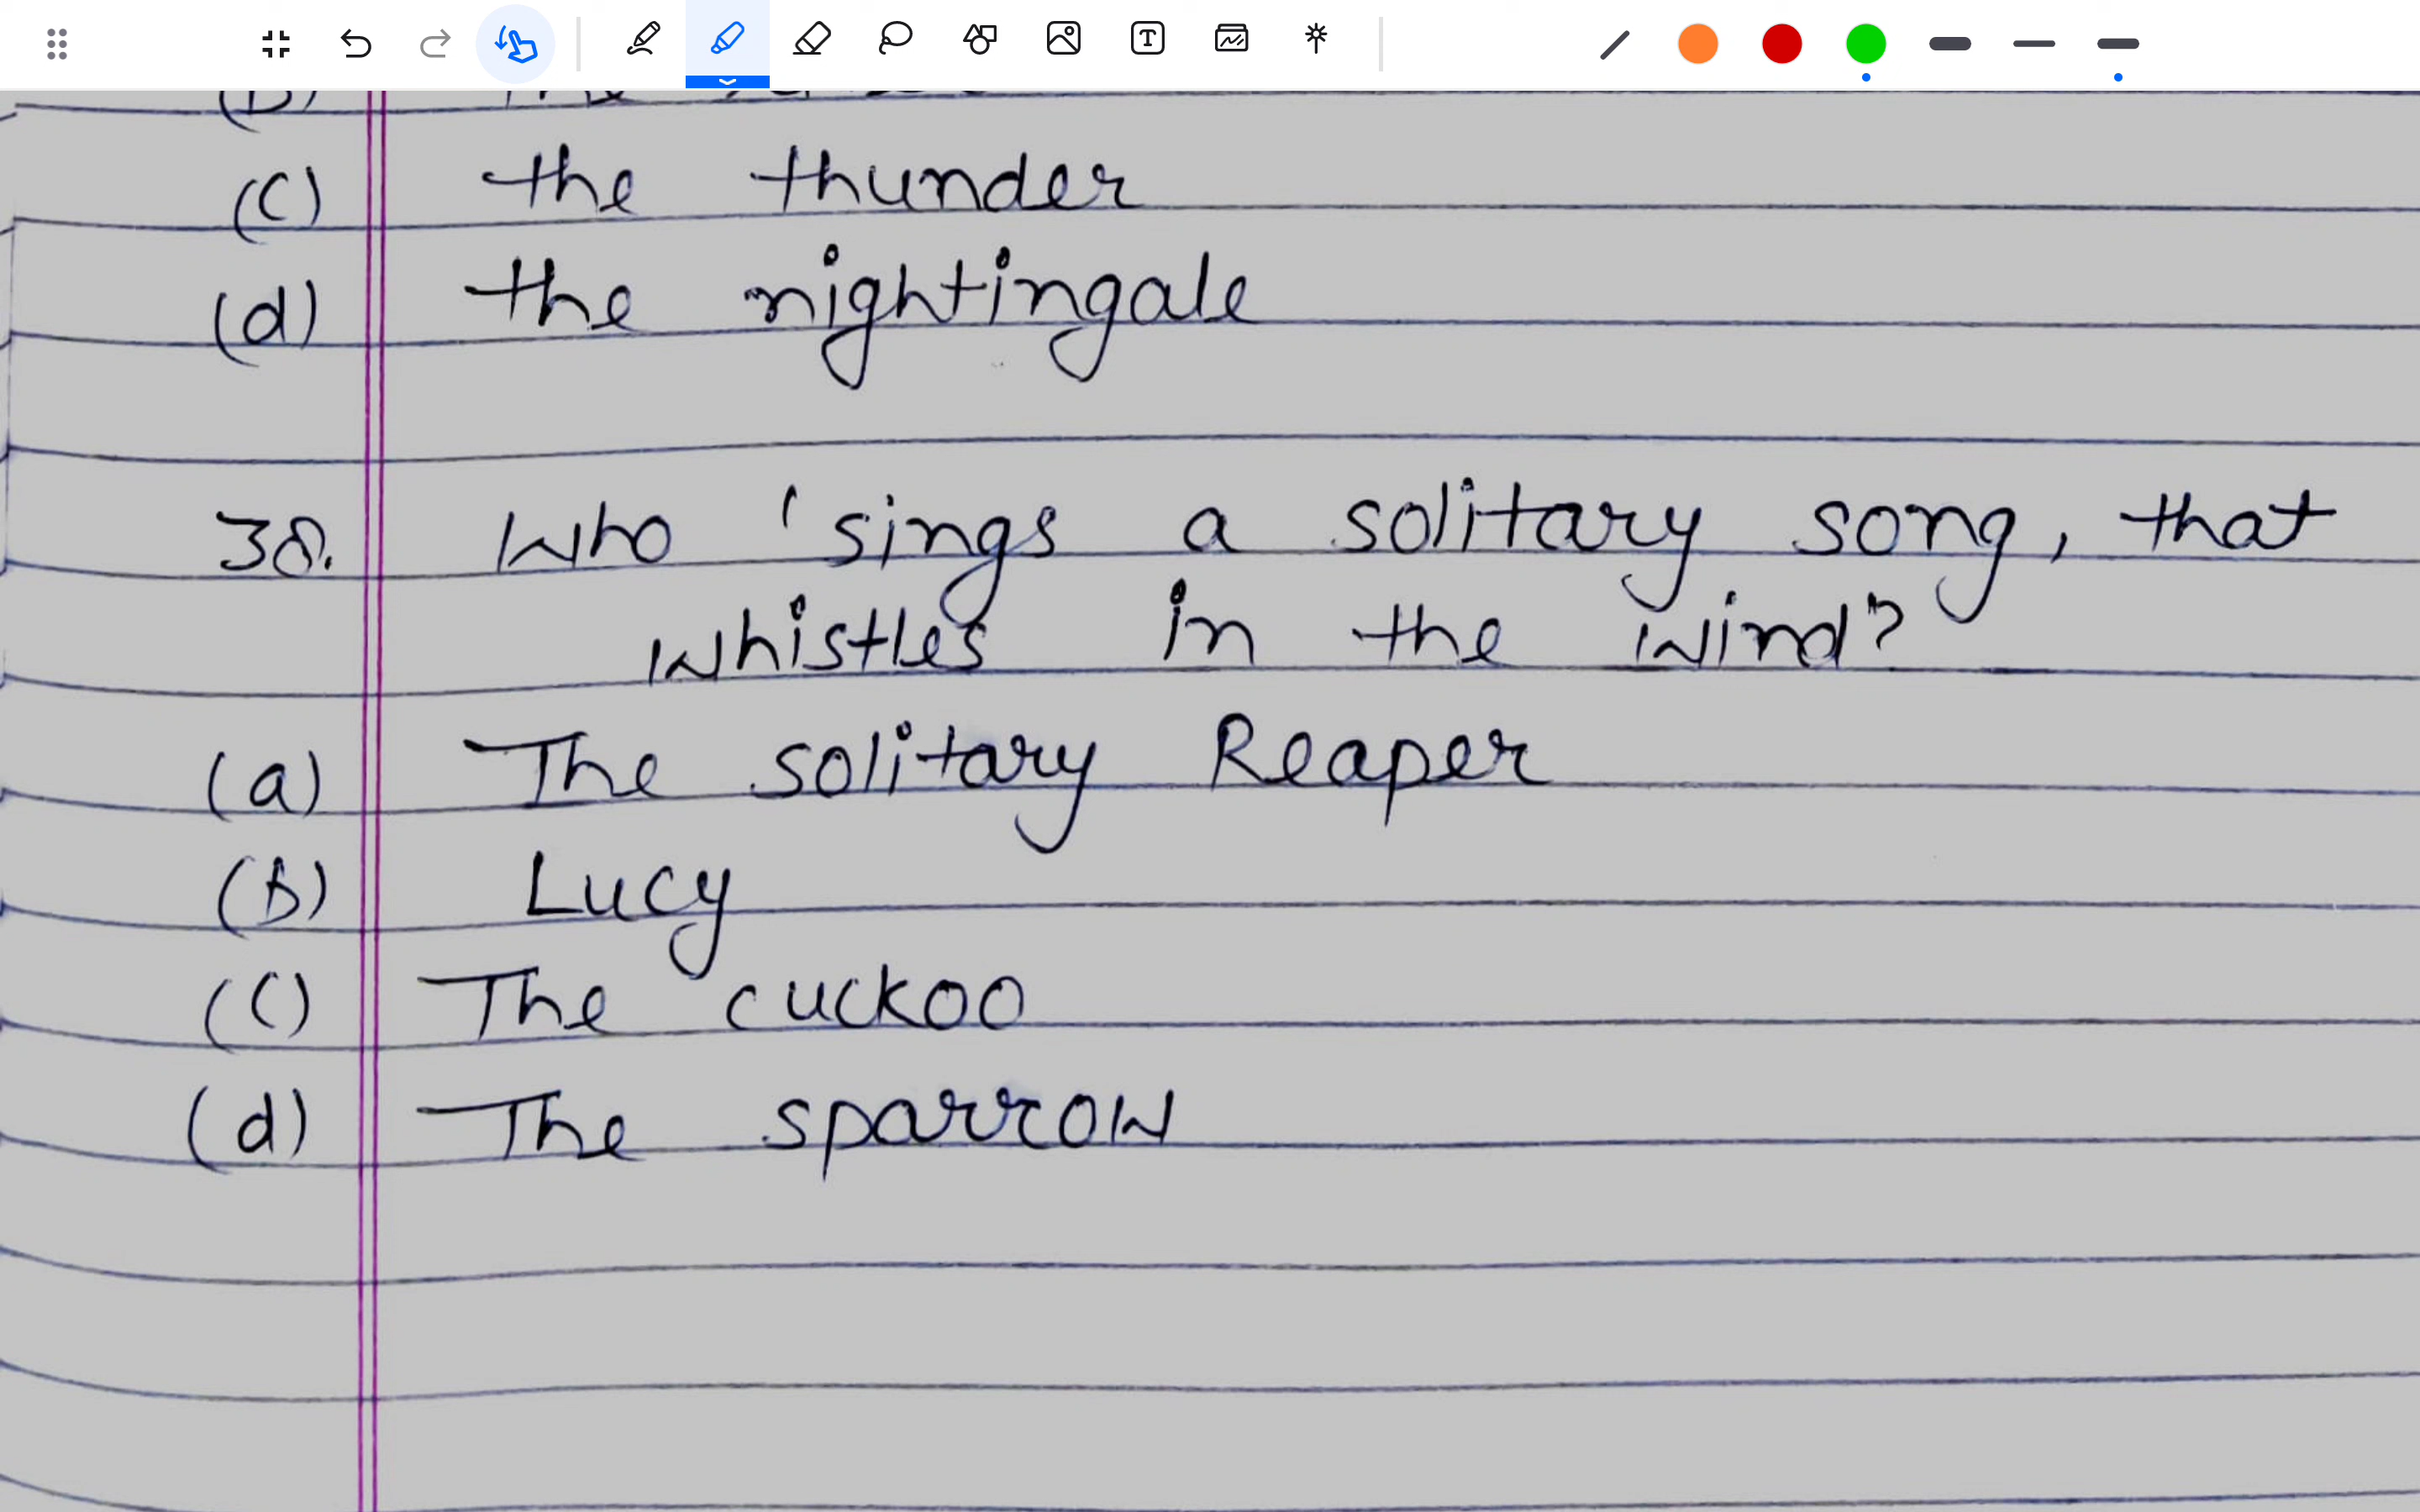 (c) the thunder
(d) the nightingale
38. Who 'sings a solitary song, that
whistles in the wind?
(a) The solitary Reaper
(b) Lucy
(c) The cuckoo
(d) The sparrow